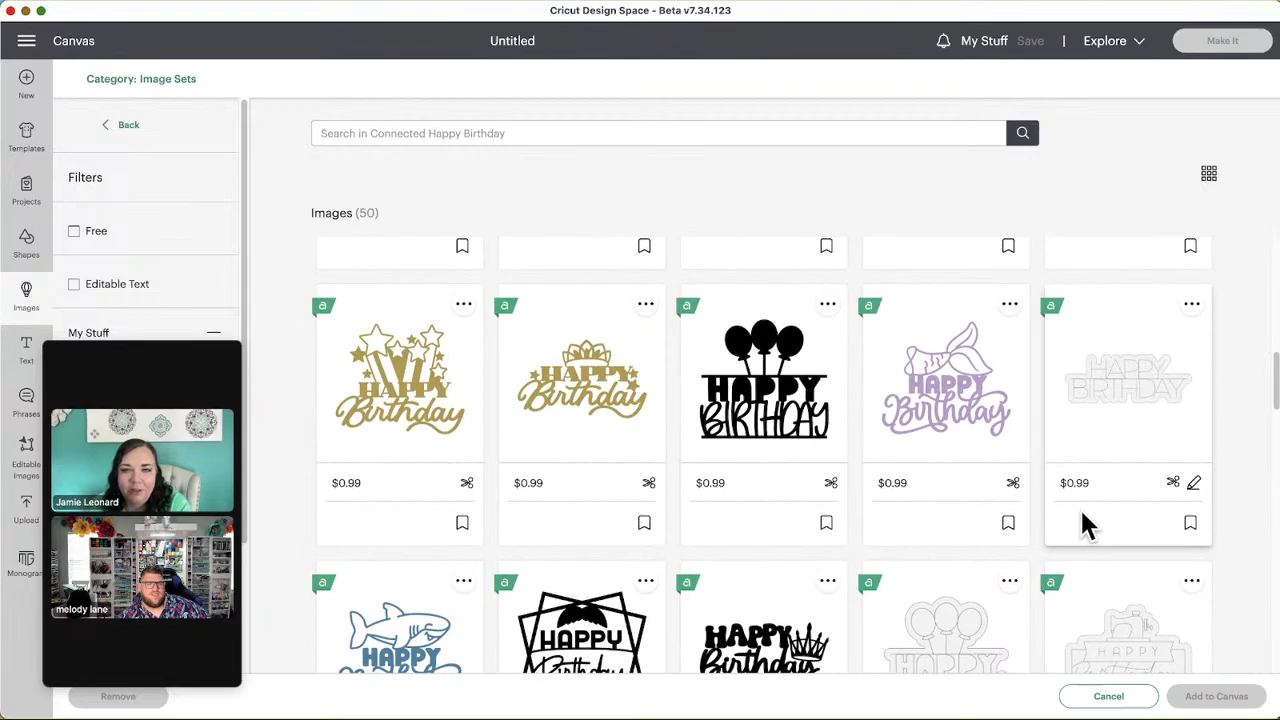 Cricut Design Space - Beta v7.34.123
Canvas
Untitled
My Stuff Save | Explore
Make It
New
Templates
Projects
Shapes
Images
Text
Phrases
Editable
Images
Upload
Monogram
Category: Image Sets
Back
Filters
Free
Editable Text
My Stuff
Jamie Leonard
melody lane
Remove
Search in Connected Happy Birthday
Images (50)
a
HAPPY
Birthday
$0.99
a
HAPPY
Birthday
$0.99
a
HAPPY
BIRTHDAY
$0.99
a
HAPPY
Birthday
$0.99
a
HAPPY
BIRTHDAY
$0.99
a
HAPPY
a
HAPPY
Birthday
a
HAPPY
Birthday
a
HAPPY
a
HAPPY
Cancel
Add to Canvas